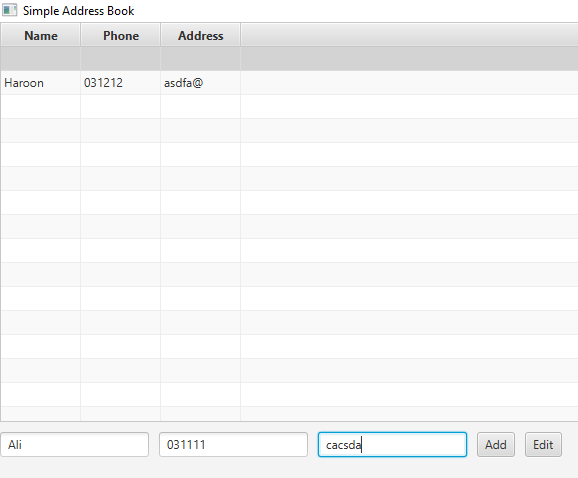 Simple Address Book
Name Phone Address
Haroon 031212 asdfa@
Ali 031111 cacsda Add Edit